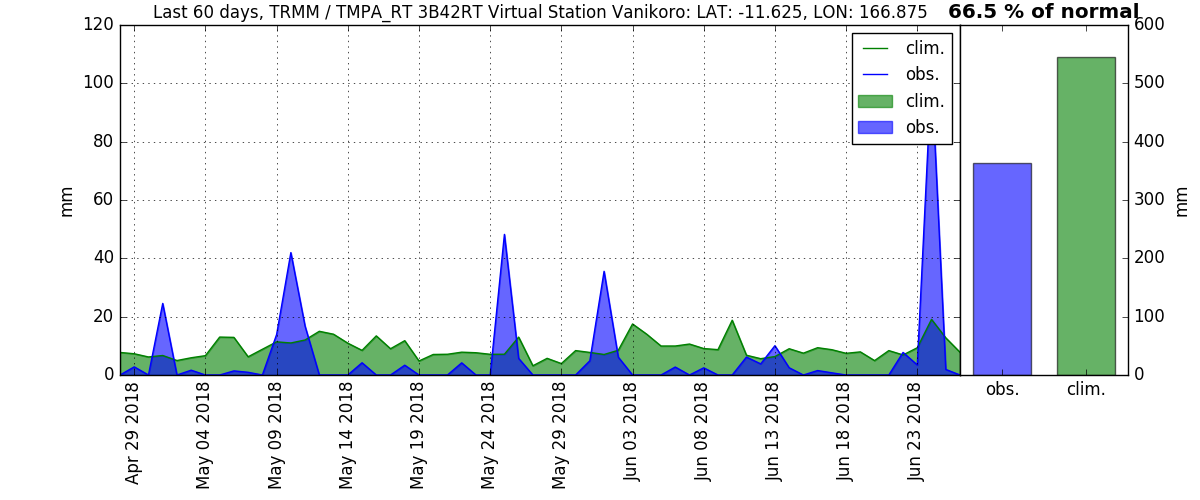 Last 60 days, TRMM / TMPA_RT 3B42RT Virtual Station Vanikoro: LAT: -11.625, LON: 166.875
66.5 % of normal
120
100
80
60
40
20
0
mm
clim.
obs.
clim.
obs.
600
500
400
300
200
100
0
mm
obs.
clim.
Apr 29 2018
May 04 2018
May 09 2018
May 14 2018
May 19 2018
May 24 2018
May 29 2018
Jun 03 2018
Jun 08 2018
Jun 13 2018
Jun 18 2018
Jun 23 2018